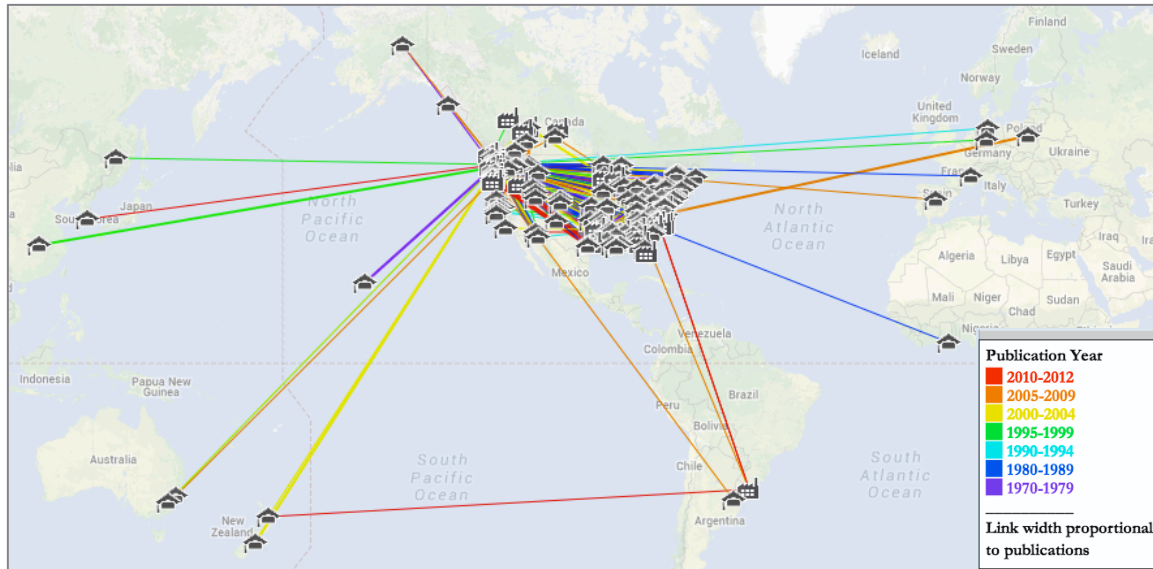 Finland
Iceland
Sweden
Norway
Canada
United
Kingdom
Poland
Germany
Ukraine
France
Italy
Spain
Turkey
Japan
South Korea
North
Pacific
Ocean
North
Atlantic
Ocean
Iraq
Algeria
Libya
Egypt
Saudi
Arabia
Mexico
Mali
Niger
Sudan
Chad
Nigeria
Venezuela
Colombia
Indonesia
Papua New
Guinea
Brazil
Peru
Bolivia
Australia
Chile
South
Pacific
Ocean
South
Atlantic
Ocean
New
Zealand
Argentina
Publication Year
2010-2012
2005-2009
2000-2004
1995-1999
1990-1994
1980-1989
1970-1979
Link width proportional
to publications